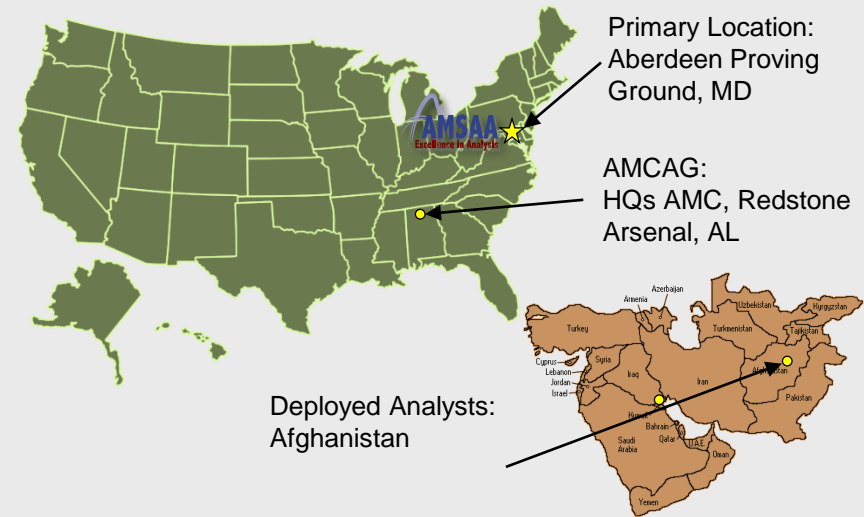 Primary Location:
Aberdeen Proving
Ground, MD
AMSAA
Excellence in Analysis
AMCAG:
HQs AMC, Redstone
Arsenal, AL
Deployed Analysts:
Afghanistan
Azerbaijan
Armenia
Uzbekistan
Kyrgyzstan
Turkey
Turkmenistan
Tajikistan
Cyprus
Syria
Lebanon
Iraq
Iran
Afghanistan
Jordan
Israel
Pakistan
Kuwait
Bahrain
Qatar
U.A.E.
Saudi
Arabia
Oman
Yemen